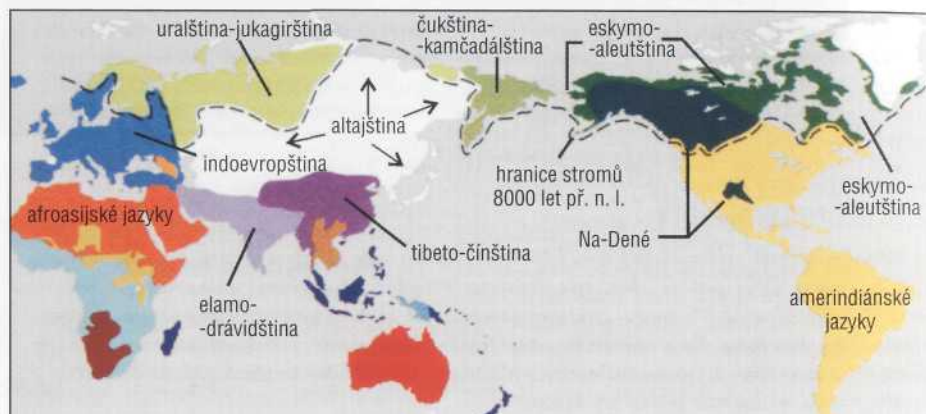 uralština-jukagirština
čukština-
-kamčadálština
eskymo-
-aleutština
altajština
indoevropština
hranice stromů
8000 let př. n. l.
eskymo-
-aleutština
afroasijské jazyky
Na-Dené
tibeto-čínština
elamo-
-drávidština
amerindiánské
jazyky